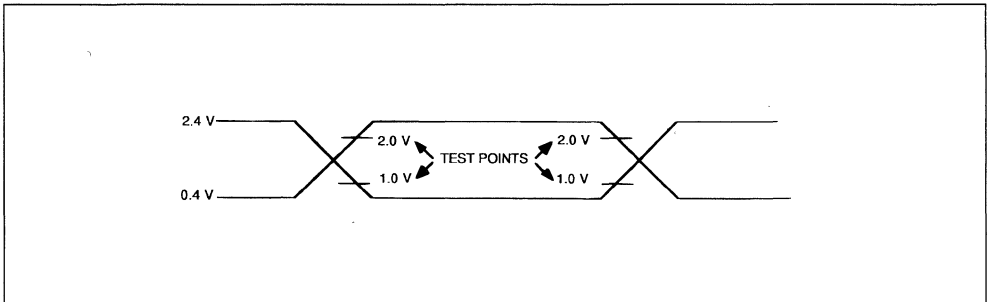 2.4 V
2.0 V 2.0 V
TEST POINTS
1.0 V 1.0 V
0.4 V